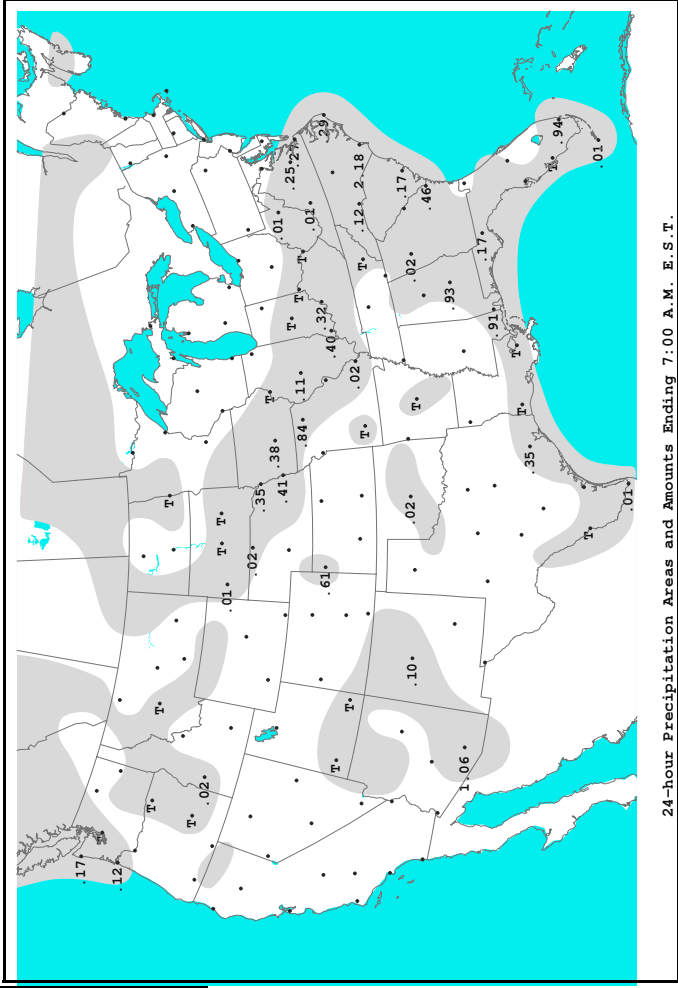 .17
T
.12
T
T
T
T
.02
.01
T
T
.02
.35
T
.38
.01
.41
T
.25
.27
T
.11
.84
T
.01
.32
.61
.29
.40
T
T
.02
.12
2.18
T
T
.17
.10
.02
.02
T
.46
.93
1.06
.17
.91
T
T
.35
T
.94
T
.01
.01
24-hour Precipitation Areas and Amounts Ending 7:00 A.M. E.S.T.